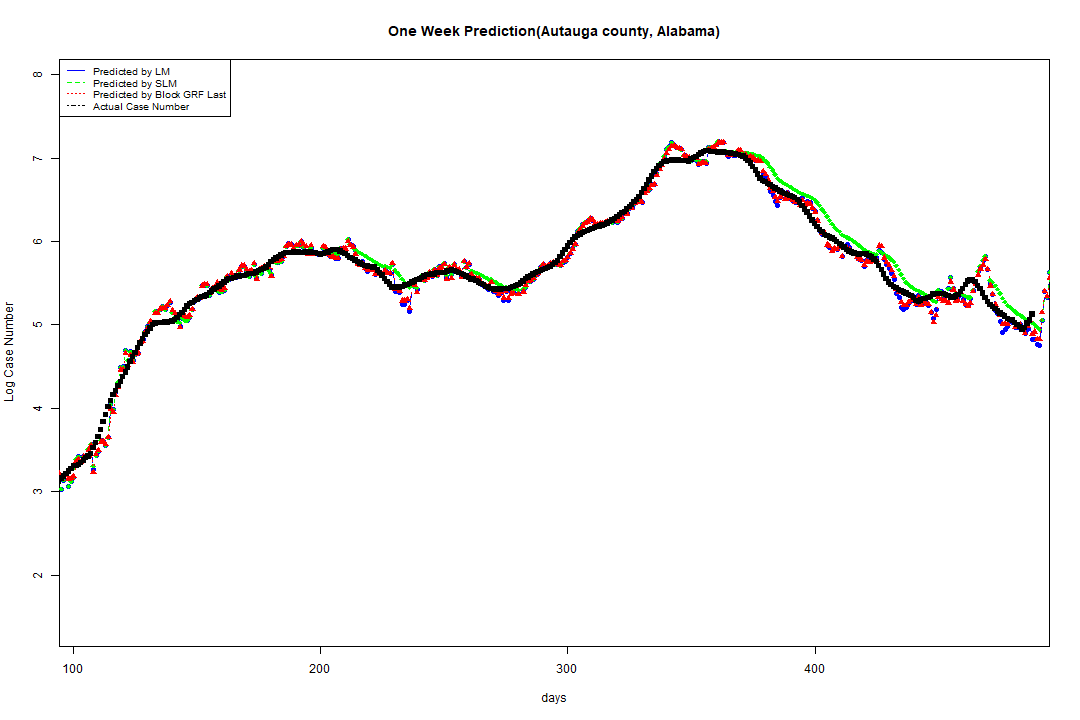 One Week Prediction(Autauga county, Alabama)
Predicted by LM
Predicted by SLM
Predicted by Block GRF Last
Actual Case Number
8
7
6
5
4
3
2
Log Case Number
100 200 300 400
days